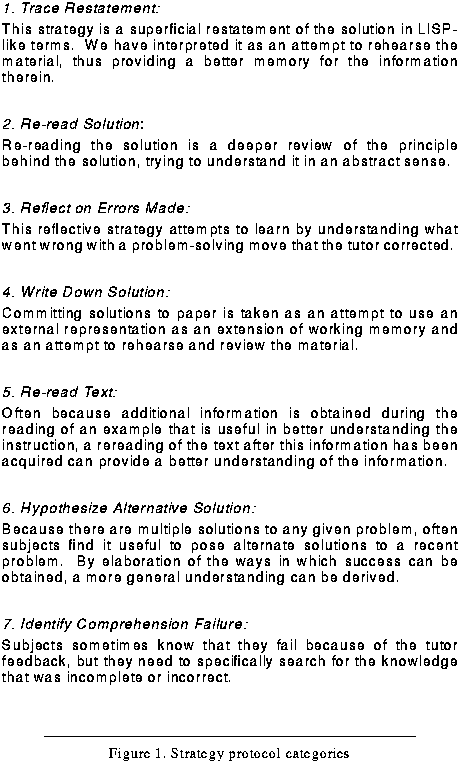 1. Trace Restatement:
This strategy is a superficial restatement of the solution in LISP-
like terms. We have interpreted it as an attempt to rehearse the
material, thus providing a better memory for the information
therein.
2. Re-read Solution:
Re-reading the solution is a deeper review of the principle
behind the solution, trying to understand it in an abstract sense.
3. Reflect on Errors Made:
This reflective strategy attempts to learn by understanding what
went wrong with a problem-solving move that the tutor corrected.
4. Write Down Solution:
Committing solutions to paper is taken as an attempt to use an
external representation as an extension of working memory and
as an attempt to rehearse and review the material.
5. Re-read Text:
Often because additional information is obtained during the
reading of an example that is useful in better understanding the
instruction, a rereading of the text after this information has been
acquired can provide a better understanding of the information.
6. Hypothesize Alternative Solution:
Because there are multiple solutions to any given problem, often
subjects find it useful to pose alternate solutions to a recent
problem. By elaboration of the ways in which success can be
obtained, a more general understanding can be derived.
7. Identify Comprehension Failure:
Subjects sometimes know that they fail because of the tutor
feedback, but they need to specifically search for the knowledge
that was incomplete or incorrect.
Figure 1. Strategy protocol categories